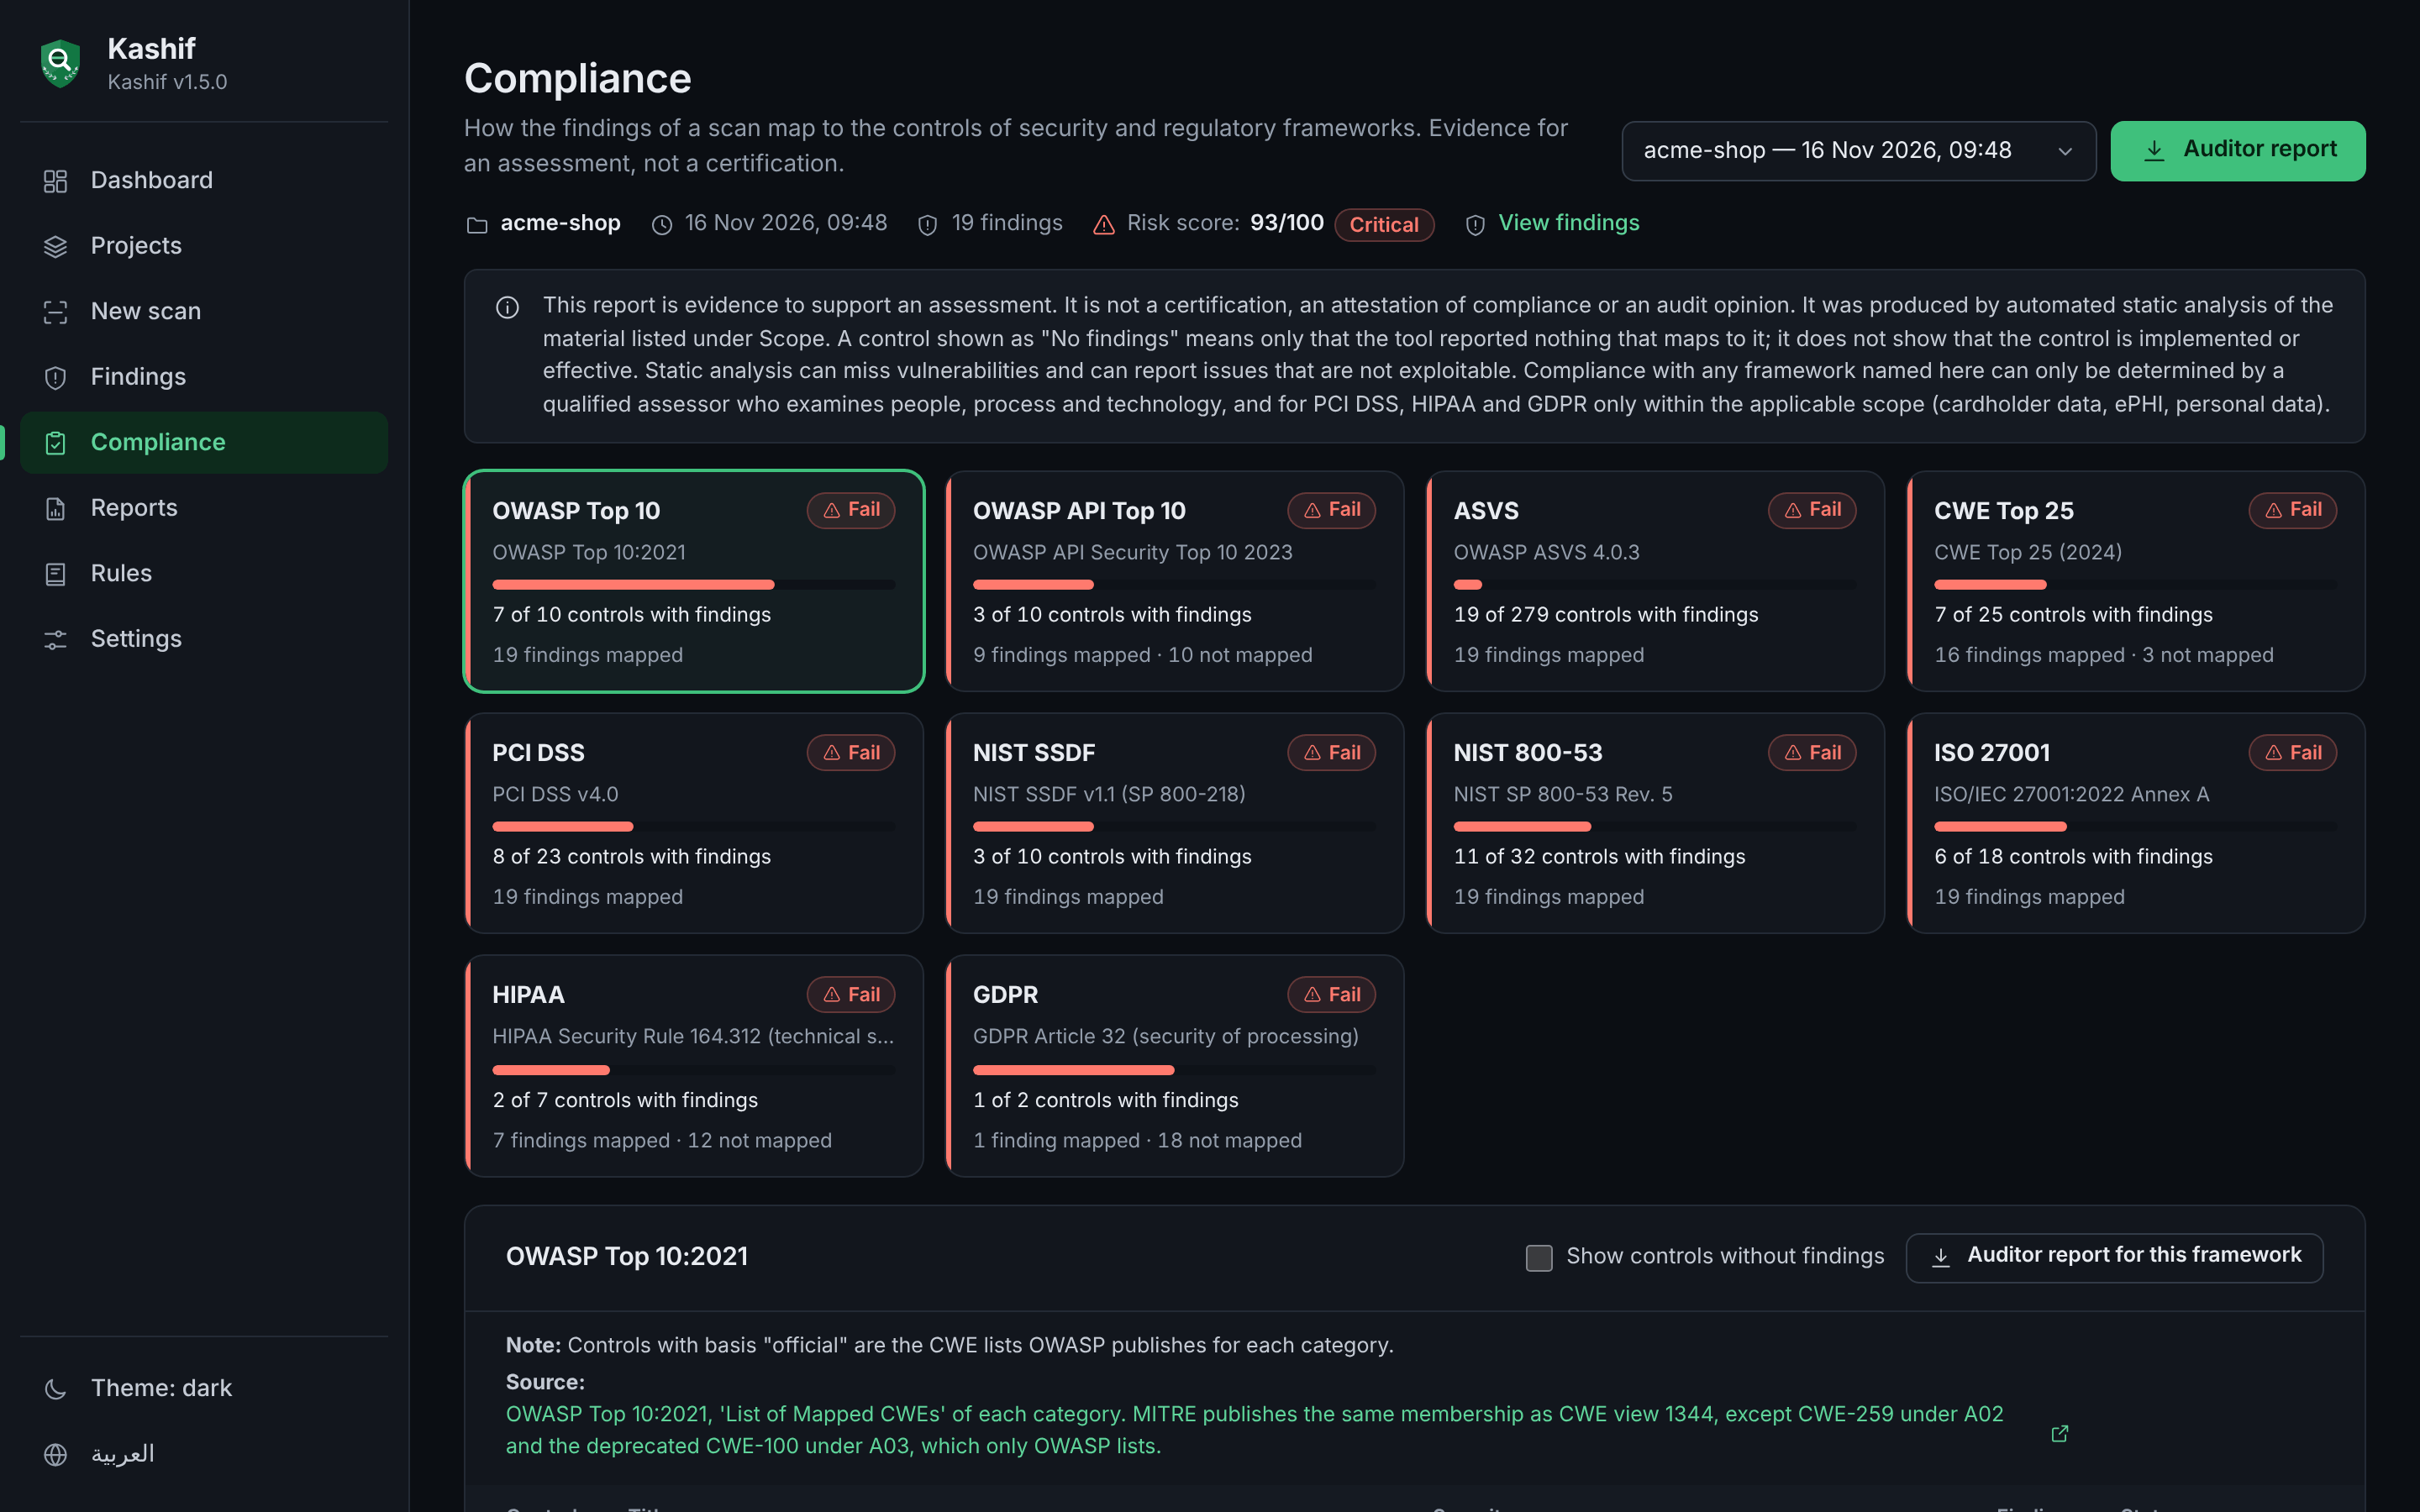 Kashif
Kashif v1.5.0
Dashboard
Projects
New scan
Findings
Compliance
Reports
Rules
Settings
Theme: dark
العربية
Compliance
How the findings of a scan map to the controls of security and regulatory frameworks. Evidence for
an assessment, not a certification.
acme-shop — 16 Nov 2026, 09:48
Auditor report
acme-shop 16 Nov 2026, 09:48 19 findings Risk score: 93/100 Critical View findings
This report is evidence to support an assessment. It is not a certification, an attestation of compliance or an audit opinion. It was produced by automated static analysis of the
material listed under Scope. A control shown as "No findings" means only that the tool reported nothing that maps to it; it does not show that the control is implemented or
effective. Static analysis can miss vulnerabilities and can report issues that are not exploitable. Compliance with any framework named here can only be determined by a
qualified assessor who examines people, process and technology, and for PCI DSS, HIPAA and GDPR only within the applicable scope (cardholder data, ePHI, personal data).
OWASP Top 10 Fail
OWASP Top 10:2021
7 of 10 controls with findings
19 findings mapped
OWASP API Top 10 Fail
OWASP API Security Top 10 2023
3 of 10 controls with findings
9 findings mapped · 10 not mapped
ASVS Fail
OWASP ASVS 4.0.3
19 of 279 controls with findings
19 findings mapped
CWE Top 25 Fail
CWE Top 25 (2024)
7 of 25 controls with findings
16 findings mapped · 3 not mapped
PCI DSS Fail
PCI DSS v4.0
8 of 23 controls with findings
19 findings mapped
NIST SSDF Fail
NIST SSDF v1.1 (SP 800-218)
3 of 10 controls with findings
19 findings mapped
NIST 800-53 Fail
NIST SP 800-53 Rev. 5
11 of 32 controls with findings
19 findings mapped
ISO 27001 Fail
ISO/IEC 27001:2022 Annex A
6 of 18 controls with findings
19 findings mapped
HIPAA Fail
HIPAA Security Rule 164.312 (technical s...
2 of 7 controls with findings
7 findings mapped · 12 not mapped
GDPR Fail
GDPR Article 32 (security of processing)
1 of 2 controls with findings
1 finding mapped · 18 not mapped
OWASP Top 10:2021
Show controls without findings
Auditor report for this framework
Note: Controls with basis "official" are the CWE lists OWASP publishes for each category.
Source:
OWASP Top 10:2021, 'List of Mapped CWEs' of each category. MITRE publishes the same membership as CWE view 1344, except CWE-259 under A02
and the deprecated CWE-100 under A03, which only OWASP lists.